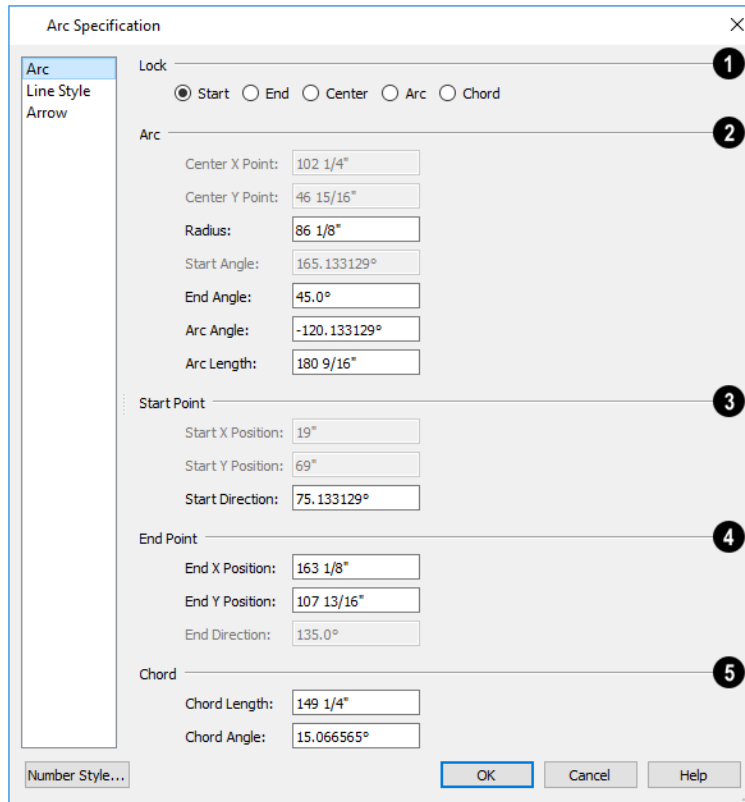 Arc Specification
Arc
Line Style
Arrow
Lock 1
Start End Center Arc Chord
Arc 2
Center X Point: 102 1/4"
Center Y Point: 46 15/16"
Radius: 86 1/8"
Start Angle: 165.133129°
End Angle: 45.0°
Arc Angle: -120.133129°
Arc Length: 180 9/16"
Start Point 3
Start X Position: 19"
Start Y Position: 69"
Start Direction: 75.133129°
End Point 4
End X Position: 163 1/8"
End Y Position: 107 13/16"
End Direction: 135.0°
Chord 5
Chord Length: 149 1/4"
Chord Angle: 15.066565°
Number Style... OK Cancel Help